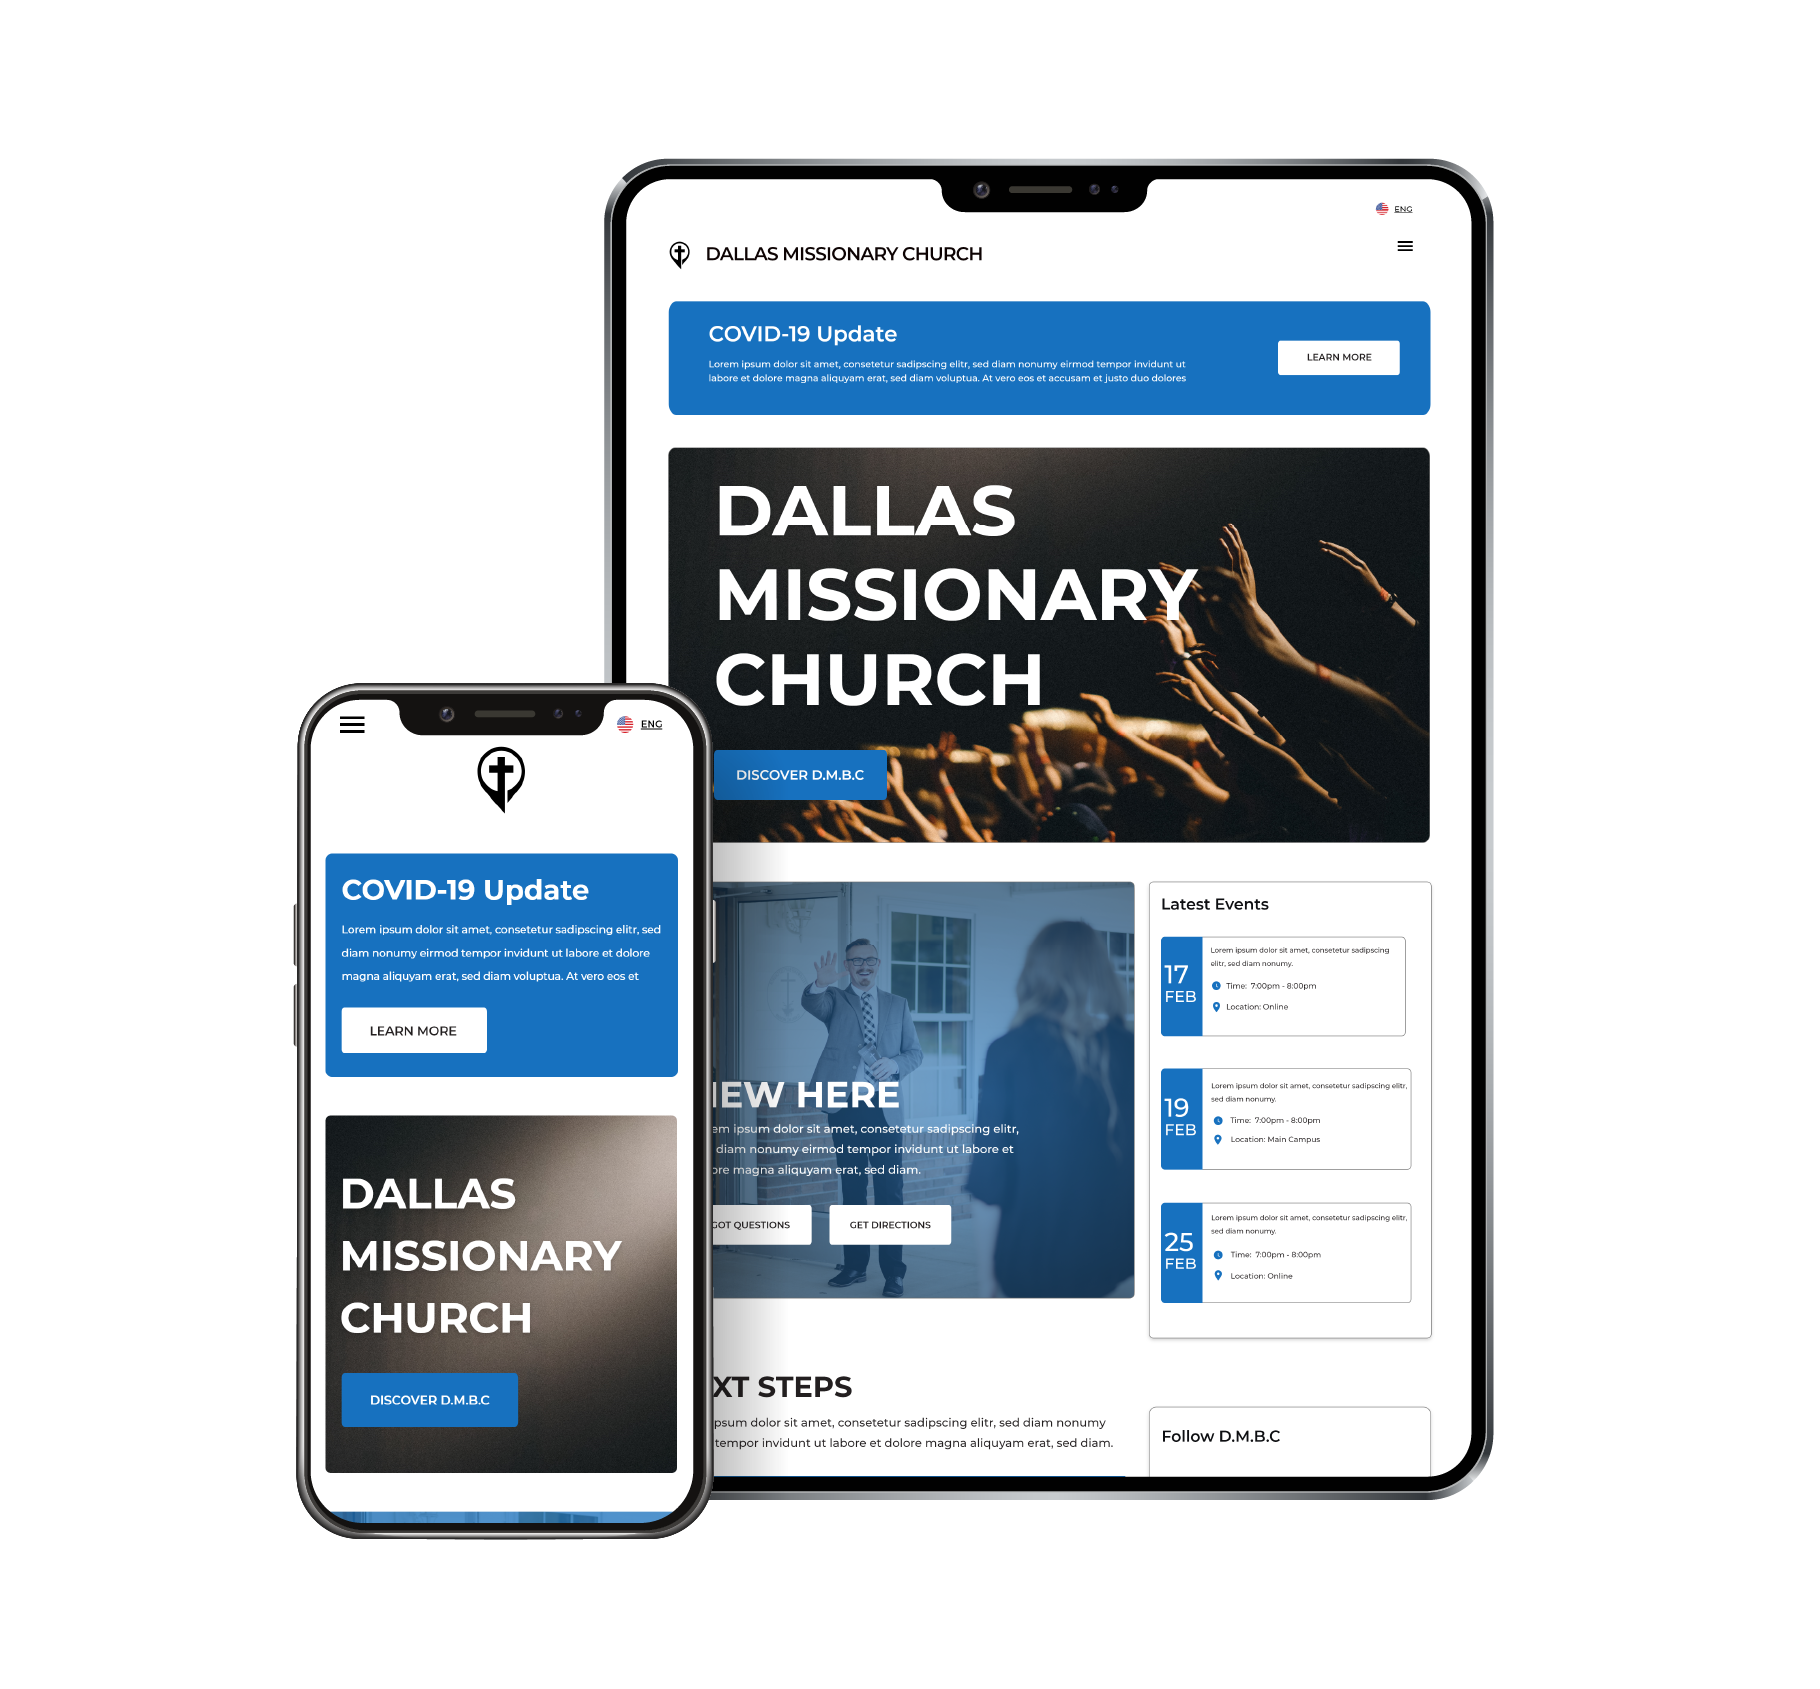 ENG
DALLAS MISSIONARY CHURCH
COVID-19 Update
Lorem ipsum dolor sit amet, consetetur sadipscing elitr, sed diam nonumy eirmod tempor invidunt ut
labore et dolore magna aliquyam erat, sed diam voluptua. At vero eos et accusam et justo duo dolores
LEARN MORE
DALLAS
MISSIONARY
CHURCH
DISCOVER D.M.B.C
EW HERE
em ipsum dolor sit amet, consetetur sadipscing elitr,
diam nonumy eirmod tempor invidunt ut labore et
ore magna aliquyam erat, sed diam.
GOT QUESTIONS
GET DIRECTIONS
Latest Events
17
FEB
Lorem ipsum dolor sit amet, consetetur sadipscing
elitr, sed diam nonumy.
Time: 7:00pm - 8:00pm
Location: Online
19
FEB
Lorem ipsum dolor sit amet, consetetur sadipscing elitr,
sed diam nonumy.
Time: 7:00pm - 8:00pm
Location: Main Campus
25
FEB
Lorem ipsum dolor sit amet, consetetur sadipscing elitr,
sed diam nonumy.
Time: 7:00pm - 8:00pm
Location: Online
XT STEPS
psum dolor sit amet, consetetur sadipscing elitr, sed diam nonumy
tempor invidunt ut labore et dolore magna aliquyam erat, sed diam.
Follow D.M.B.C
ENG
COVID-19 Update
Lorem ipsum dolor sit amet, consetetur sadipscing elitr, sed
diam nonumy eirmod tempor invidunt ut labore et dolore
magna aliquyam erat, sed diam voluptua. At vero eos et
LEARN MORE
DALLAS
MISSIONARY
CHURCH
DISCOVER D.M.B.C